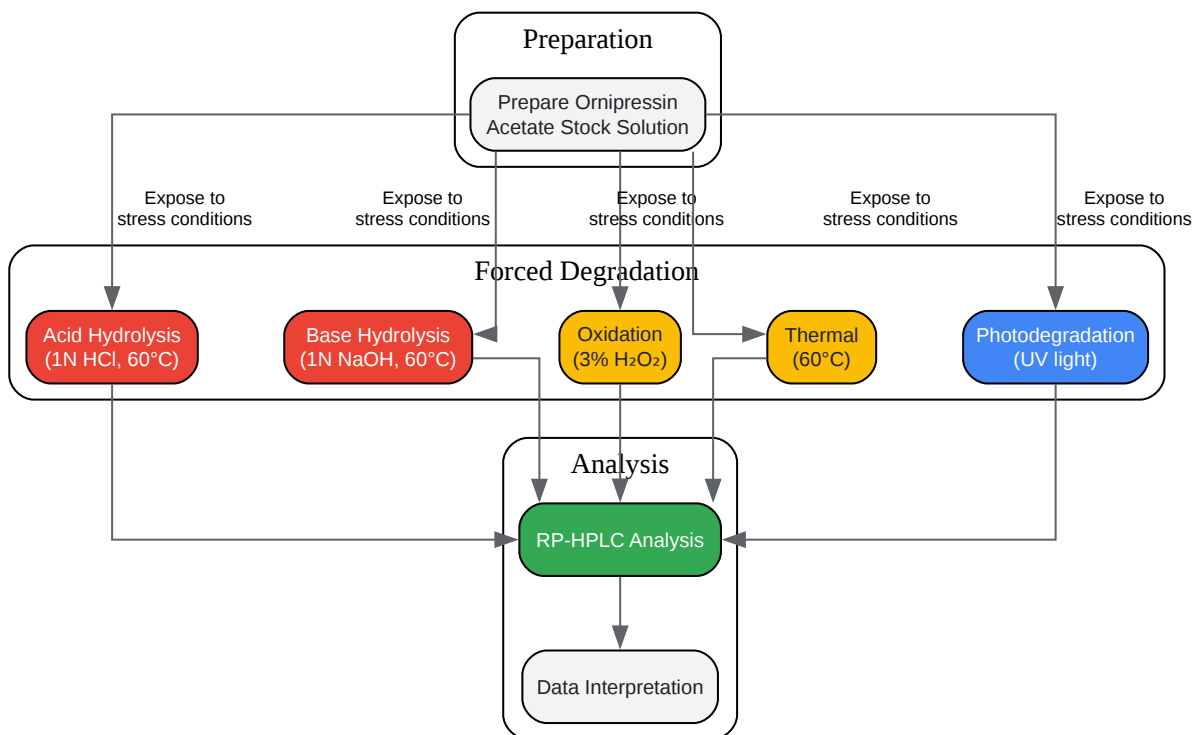 Preparation
Prepare Ornipressin
Acetate Stock Solution
Expose to
stress conditions
Expose to
stress conditions
Expose to
stress conditions
Expose to
stress conditions
Expose to
stress conditions
Forced Degradation
Acid Hydrolysis
(1N HCl, 60°C)
Base Hydrolysis
(1N NaOH, 60°C)
Oxidation
(3% H₂O₂)
Thermal
(60°C)
Photodegradation
(UV light)
Analysis
RP-HPLC Analysis
Data Interpretation